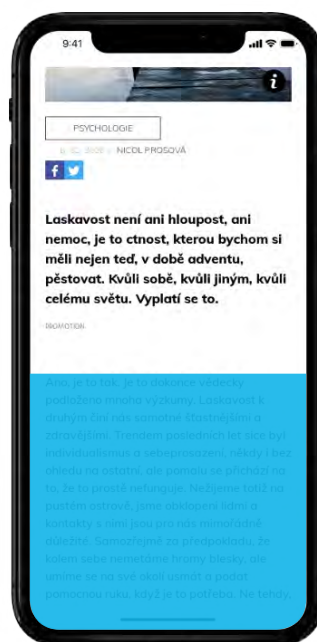 9:41
i
PSYCHOLOGIE
NICOL PROSOVÁ
f
Laskavost není ani hloupost, ani
nemoc, je to ctnost, kterou bychom si
měli nejen teď, v době adventu,
pěstovat. Kvůli sobě, kvůli jiným, kvůli
celému světu. Vyplatí se to.
PROMOTION
Ano, je to tak. Je to dokonce vědecky
podloženo mnoha výzkumy. Laskavost k
druhým činí nás samotné šťastnějšími a
zdravějšími. Trendem posledních let sice byl
individualismus a sebeprosazení, někdy i bez
ohledu na ostatní, ale pomalu se přichází na
to, že to prostě nefunguje. Nežijeme totiž na
pustém ostrově, jsme obklopeni lidmi a
kontakty s nimi jsou pro nás mimořádně
důležité. Samozřejmě za předpokladu, že
kolem sebe nemetáme hromy blesky, ale
umíme se na své okolí usmát a podat
pomocnou ruku, když je to potřeba. Ne tehdy,